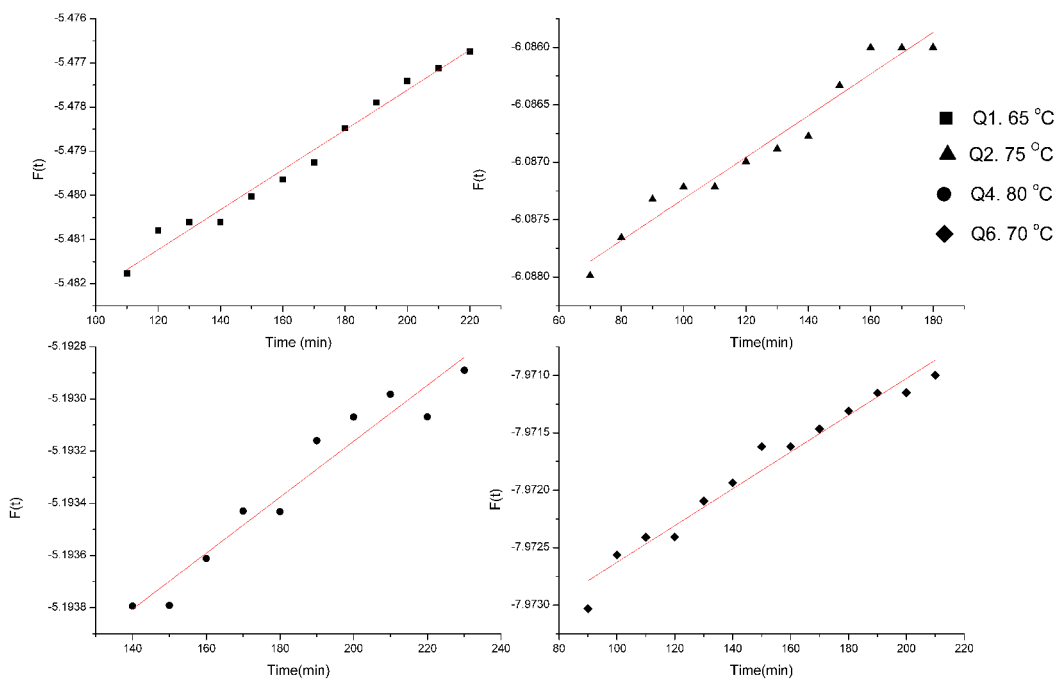 -5.476
-5.477
-5.478
-5.479
-5.480
-5.481
-5.482
F(t)
100 120 140 160 180 200 220
Time (min)
-6.0860
-6.0865
-6.0870
-6.0875
-6.0880
F(t)
60 80 100 120 140 160 180
Time(min)
Q1. 65 °C
Q2. 75 °C
Q4. 80 °C
Q6. 70 °C
-5.1928
-5.1930
-5.1932
-5.1934
-5.1936
-5.1938
F(t)
140 160 180 200 220 240
Time(min)
-7.9710
-7.9715
-7.9720
-7.9725
-7.9730
F(t)
80 100 120 140 160 180 200 220
Time(min)